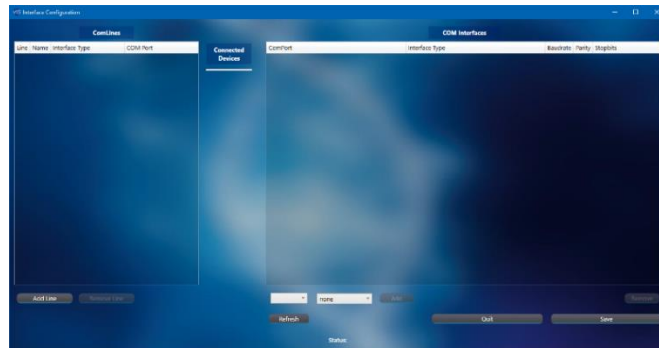 Interface Configuration
ComLines
COM Interfaces
Line Name Interface Type COM Port
Connected
Devices
ComPort Interface Type Baudrate Parity Stopbits
Add Line Remove Line
none Add Remove
Refresh Quit Save
Status: